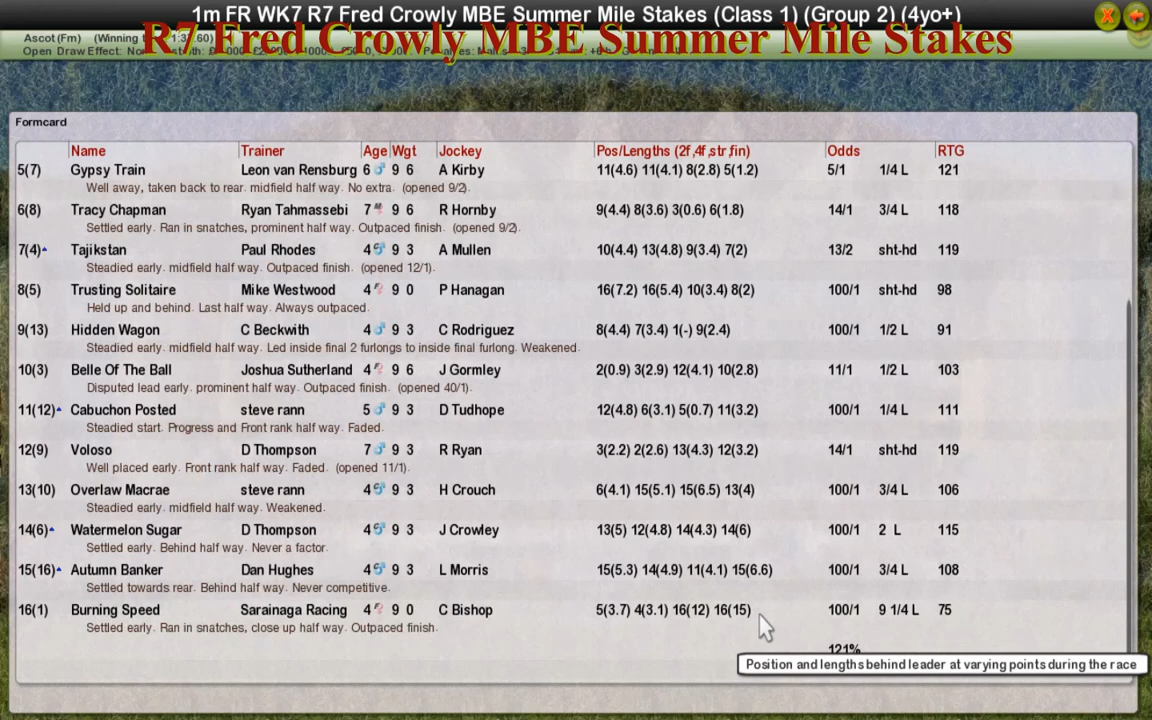 1m FR WK7 R7 Fred Crowly MBE Summer Mile Stakes (Class 1) (Group 2) (4yo+)
R7 Fred Crowly MBE Summer Mile Stakes
Ascot (Fm) (Winning
Open Draw Effect:
Formcard
Name Trainer Age Wgt Jockey Pos/Lengths (2f,4f,str,fin) Odds RTG
5(7) Gypsy Train Leon van Rensburg 6 9 6 A Kirby 11(4.6) 11(4.1) 8(2.8) 5(1.2) 5/1 1/4 L 121
Well away, taken back to rear. midfield half way. No extra. (opened 9/2).
6(8) Tracy Chapman Ryan Tahmassebi 7 9 6 R Hornby 9(4.4) 8(3.6) 3(0.6) 6(1.8) 14/1 3/4 L 118
Settled early. Ran in snatches, prominent half way. Outpaced finish. (opened 9/2).
7(4) Tajikstan Paul Rhodes 4 9 3 A Mullen 10(4.4) 13(4.8) 9(3.4) 7(2) 13/2 sht-hd 119
Steadied early. midfield half way. Outpaced finish. (opened 12/1).
8(5) Trusting Solitaire Mike Westwood 4 9 0 P Hanagan 16(7.2) 16(5.4) 10(3.4) 8(2) 100/1 sht-hd 98
Held up and behind. Last half way. Always outpaced.
9(13) Hidden Wagon C Beckwith 4 9 3 C Rodriguez 8(4.4) 7(3.4) 1(-) 9(2.4) 100/1 1/2 L 91
Steadied early. midfield half way. Led inside final 2 furlongs to inside final furlong. Weakened.
10(3) Belle Of The Ball Joshua Sutherland 4 9 6 J Gormley 2(0.9) 3(2.9) 12(4.1) 10(2.8) 11/1 1/2 L 103
Disputed lead early. prominent half way. Outpaced finish. (opened 40/1).
11(12) Cabuchon Posted steve rann 5 9 3 D Tudhope 12(4.8) 6(3.1) 5(0.7) 11(3.2) 100/1 1/4 L 111
Steadied start. Progress and Front rank half way. Faded.
12(9) Voloso D Thompson 7 9 3 R Ryan 3(2.2) 2(2.6) 13(4.3) 12(3.2) 14/1 sht-hd 119
Well placed early. Front rank half way. Faded. (opened 11/1).
13(10) Overlaw Macrae steve rann 4 9 3 H Crouch 6(4.1) 15(5.1) 15(6.5) 13(4) 100/1 3/4 L 106
Steadied early. midfield half way. Weakened.
14(6) Watermelon Sugar D Thompson 4 9 3 J Crowley 13(5) 12(4.8) 14(4.3) 14(6) 100/1 2 L 115
Settled early. Behind half way. Never a factor.
15(16) Autumn Banker Dan Hughes 4 9 3 L Morris 15(5.3) 14(4.9) 11(4.1) 15(6.6) 100/1 3/4 L 108
Settled towards rear. Behind half way. Never competitive.
16(1) Burning Speed Sarainaga Racing 4 9 0 C Bishop 5(3.7) 4(3.1) 16(12) 16(15) 100/1 9 1/4 L 75
Settled early. Ran in snatches, close up half way. Outpaced finish.
121%
Position and lengths behind leader at varying points during the race